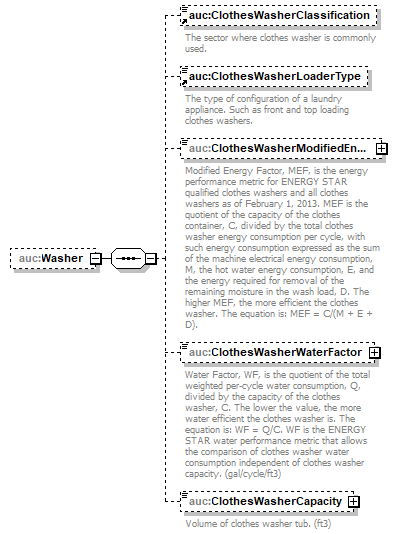 auc:ClothesWasherClassification
The sector where clothes washer is commonly
used.
auc:ClothesWasherLoaderType
The type of configuration of a laundry
appliance. Such as front and top loading
clothes washers.
auc:ClothesWasherModifiedEn...
Modified Energy Factor, MEF, is the energy
performance metric for ENERGY STAR
qualified clothes washers and all clothes
washers as of February 1, 2013. MEF is the
quotient of the capacity of the clothes
container, C, divided by the total clothes
washer energy consumption per cycle, with
such energy consumption expressed as the sum
of the machine electrical energy consumption,
M, the hot water energy consumption, E, and
the energy required for removal of the
remaining moisture in the wash load, D. The
higher MEF, the more efficient the clothes
washer. The equation is: MEF = C/(M + E +
D).
auc:Washer
auc:ClothesWasherWaterFactor
Water Factor, WF, is the quotient of the total
weighted per-cycle water consumption, Q,
divided by the capacity of the clothes
washer, C. The lower the value, the more
water efficient the clothes washer is. The
equation is: WF = Q/C. WF is the ENERGY
STAR water performance metric that allows
the comparison of clothes washer water
consumption independent of clothes washer
capacity. (gal/cycle/ft3)
auc:ClothesWasherCapacity
Volume of clothes washer tub. (ft3)